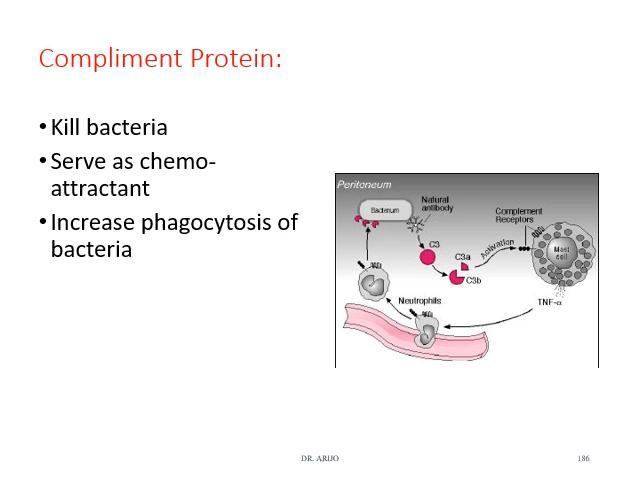 Compliment Protein:
• Kill bacteria
• Serve as chemo-
attractant
• Increase phagocytosis of
bacteria
Peritoneum
Bacterium
Natural
antibody
Complement
Receptors
C3
C3a
C3b
Activation
Mast
cell
Neutrophils
TNF-α
DR. ARIJO
186